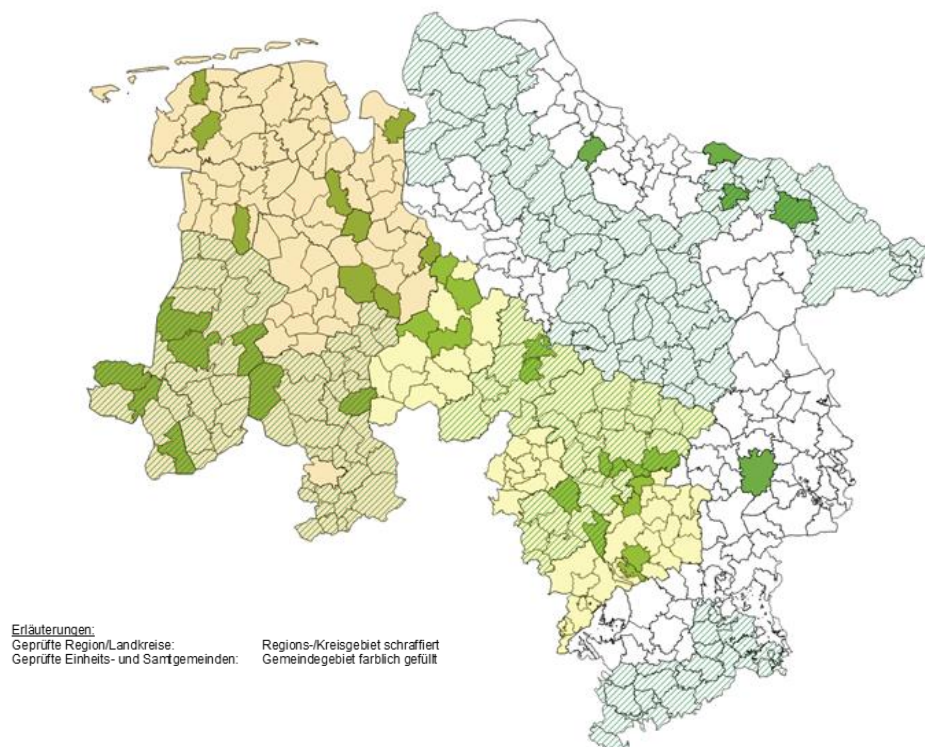 Erläuterungen:
Geprüfte Region/Landkreise: Regions-/Kreisgebiet schraffiert
Geprüfte Einheits- und Samtgemeinden: Gemeindegebiet farblich gefüllt